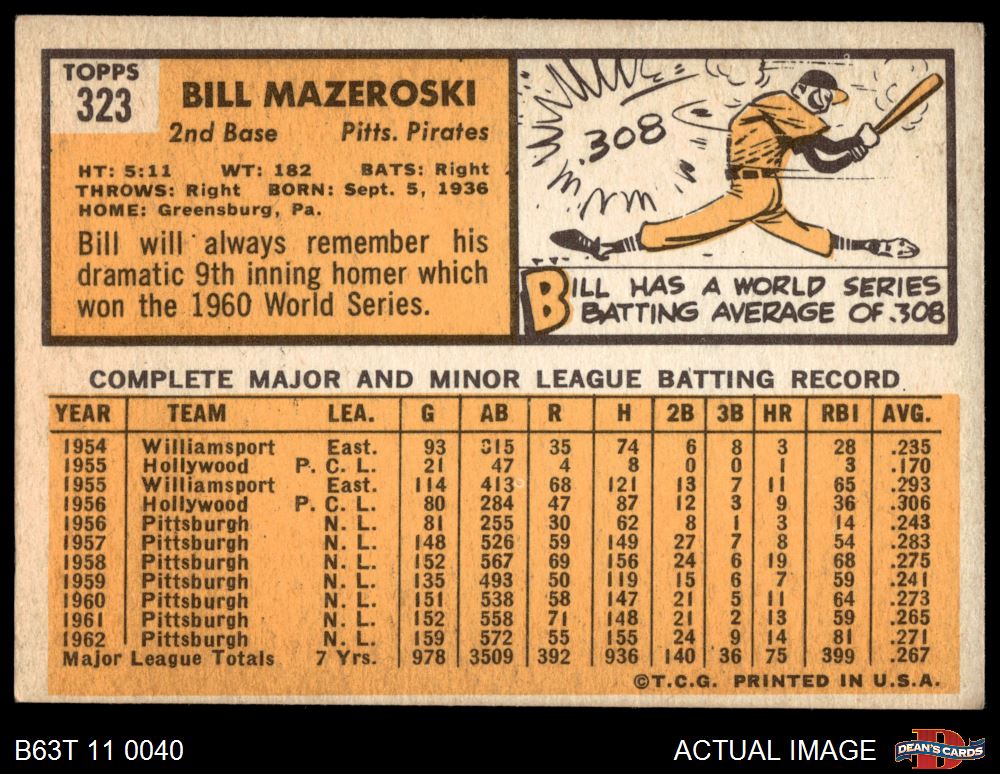 TOPPS
323
BILL MAZEROSKI
2nd Base Pitts. Pirates
HT: 5:11 WT: 182 BATS: Right
THROWS: Right BORN: Sept. 5, 1936
HOME: Greensburg, Pa.
Bill will always remember his
dramatic 9th inning homer which
won the 1960 World Series.
.308
BILL HAS A WORLD SERIES
BATTING AVERAGE OF .308
COMPLETE MAJOR AND MINOR LEAGUE BATTING RECORD
YEAR TEAM LEA. G AB R H 2B 3B HR RBI AVG.
1954 Williamsport East. 93 315 35 74 6 8 3 28 .235
1955 Hollywood P. C. L. 21 47 4 8 0 0 1 3 .170
1955 Williamsport East. 114 413 68 121 13 7 11 65 .293
1956 Hollywood P. C. L. 80 284 47 87 12 3 9 36 .306
1956 Pittsburgh N. L. 81 255 30 62 8 1 3 14 .243
1957 Pittsburgh N. L. 148 526 59 149 27 7 8 54 .283
1958 Pittsburgh N. L. 152 567 69 156 24 6 19 68 .275
1959 Pittsburgh N. L. 135 493 50 119 15 6 7 59 .241
1960 Pittsburgh N. L. 151 538 58 147 21 5 11 64 .273
1961 Pittsburgh N. L. 152 558 71 148 21 2 13 59 .265
1962 Pittsburgh N. L. 159 572 55 155 24 9 14 81 .271
Major League Totals 7 Yrs. 978 3509 392 936 140 36 75 399 .267
©T.C.G. PRINTED IN U.S.A.
B63T 11 0040
ACTUAL IMAGE
D
DEAN'S CARDS